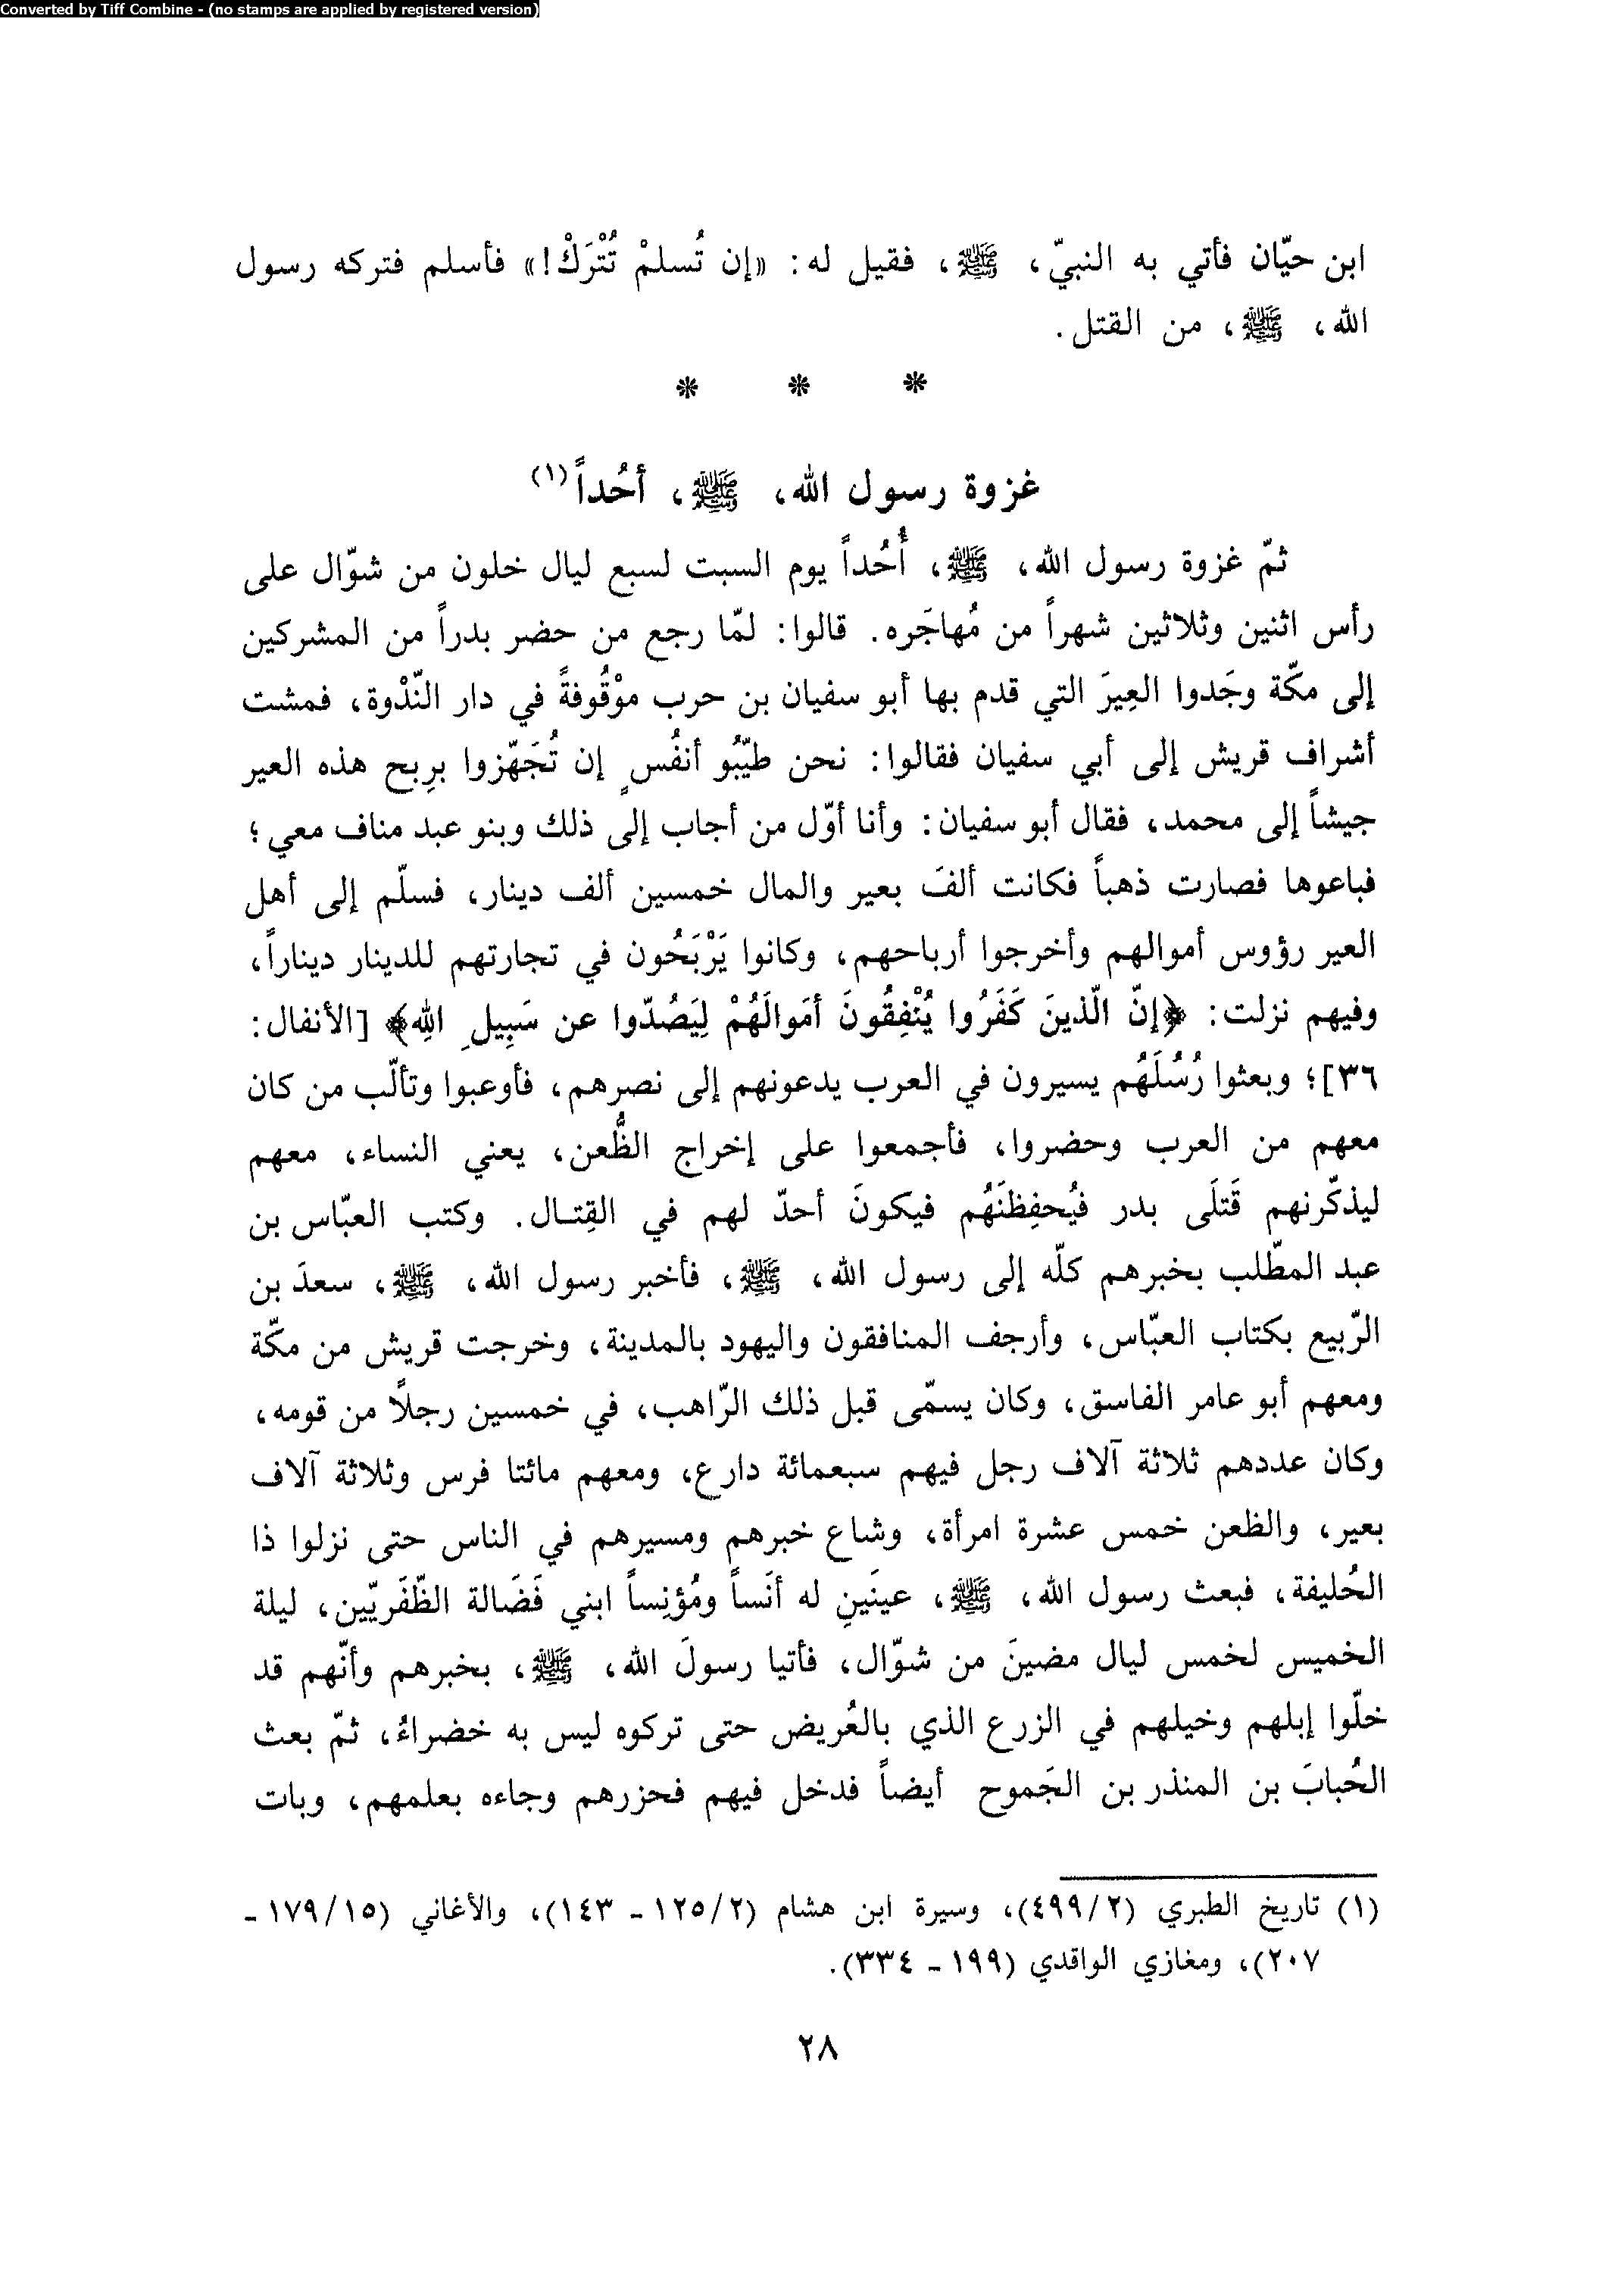 Converted by Tiff Combine - (no stamps are applied by registered version)
ابن حيّان فأتي به النبيّ، ﷺ، فقيل له: «إن تُسلمْ تُتْرَكْ!» فأسلم فتركه رسول
الله، ﷺ، من القتل.
* * *
غزوة رسول الله، ﷺ، أحُداً(١)
ثمّ غزوة رسول الله، ﷺ، أُحُداً يوم السبت لسبع ليال خلون من شوّال على
رأس اثنين وثلاثين شهراً من مُهاجَره. قالوا: لمّا رجع من حضر بدراً من المشركين
إلى مكّة وجَدوا العِيرَ التي قدم بها أبو سفيان بن حرب موْقُوفةً في دار النّدْوة، فمشت
أشراف قريش إلى أبي سفيان فقالوا: نحن طيّبُو أنفُسٍ إن تُجَهّزوا برِبح هذه العير
جيشاً إلى محمد، فقال أبو سفيان: وأنا أوّل من أجاب إلى ذلك وبنو عبد مناف معي؛
فباعوها فصارت ذهباً فكانت ألفَ بعير والمال خمسين ألف دينار، فسلّم إلى أهل
العير رؤوس أموالهم وأخرجوا أرباحهم، وكانوا يَرْبَحُون في تجارتهم للدينار ديناراً،
وفيهم نزلت: ﴿إنّ الّذينَ كَفَرُوا يُنْفِقُونَ أمَوالَهُمْ لِيَصُدّوا عن سَبِيلِ اللهِ﴾ [الأنفال:
٣٦]؛ وبعثوا رُسُلَهُم يسيرون في العرب يدعونهم إلى نصرهم، فأوعبوا وتألّب من كان
معهم من العرب وحضروا، فأجمعوا على إخراج الظُّعن، يعني النساء، معهم
ليذكّرنهم قَتلَى بدر فيُحفِظنَهُم فيكونَ أحدّ لهم في القِتـال. وكتب العبّاس بن
عبد المطّلب بخبرهم كلّه إلى رسول الله، ﷺ، فأخبر رسول الله، ﷺ، سعدَ بن
الرّبيع بكتاب العبّاس، وأرجف المنافقون واليهود بالمدينة، وخرجت قريش من مكّة
ومعهم أبو عامر الفاسق، وكان يسمّى قبل ذلك الرّاهب، في خمسين رجلاً من قومه،
وكان عددهم ثلاثة آلاف رجل فيهم سبعمائة دارع، ومعهم مائتا فرس وثلاثة آلاف
بعير، والظعن خمس عشرة امرأة، وشاع خبرهم ومسيرهم في الناس حتى نزلوا ذا
الحُليفة، فبعث رسول الله، ﷺ، عينَينِ له أنَساً ومُؤنِساً ابني فَضَالة الظّفَريّين، ليلة
الخميس لخمس ليال مضينَ من شوّال، فأتيا رسولَ الله، ﷺ، بخبرهم وأنّهم قد
خلّوا إبلهم وخيلهم في الزرع الذي بالعُريض حتى تركوه ليس به خضراءُ، ثمّ بعث
الحُبابَ بن المنذر بن الجَموح أيضاً فدخل فيهم فحزرهم وجاءه بعلمهم، وبات
(١) تاريخ الطبري (٤٩٩/٢)، وسيرة ابن هشام (١٢٥/٢ - ١٤٣)، والأغاني (١٧٩/١٥ -
٢٠٧)، ومغازي الواقدي (١٩٩ - ٣٣٤).
٢٨